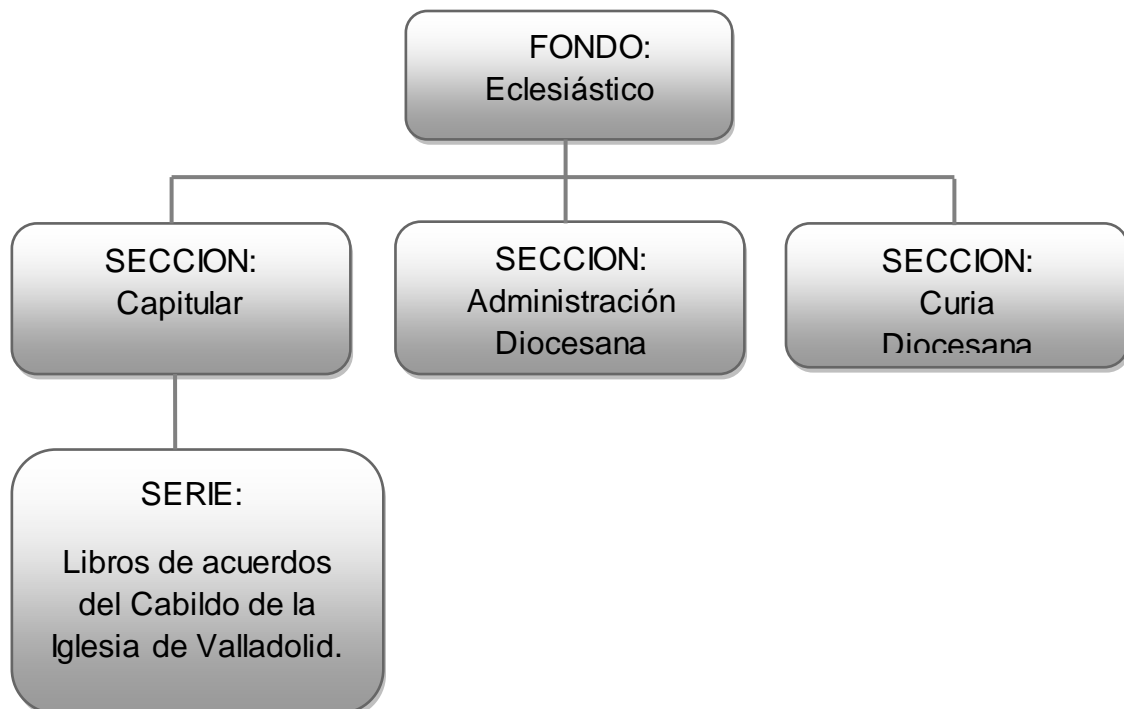 FONDO:
Eclesiástico
SECCION:
Capitular
SECCION:
Administración
Diocesana
SECCION:
Curia
Diocesana
SERIE:
Libros de acuerdos
del Cabildo de la
Iglesia de Valladolid.